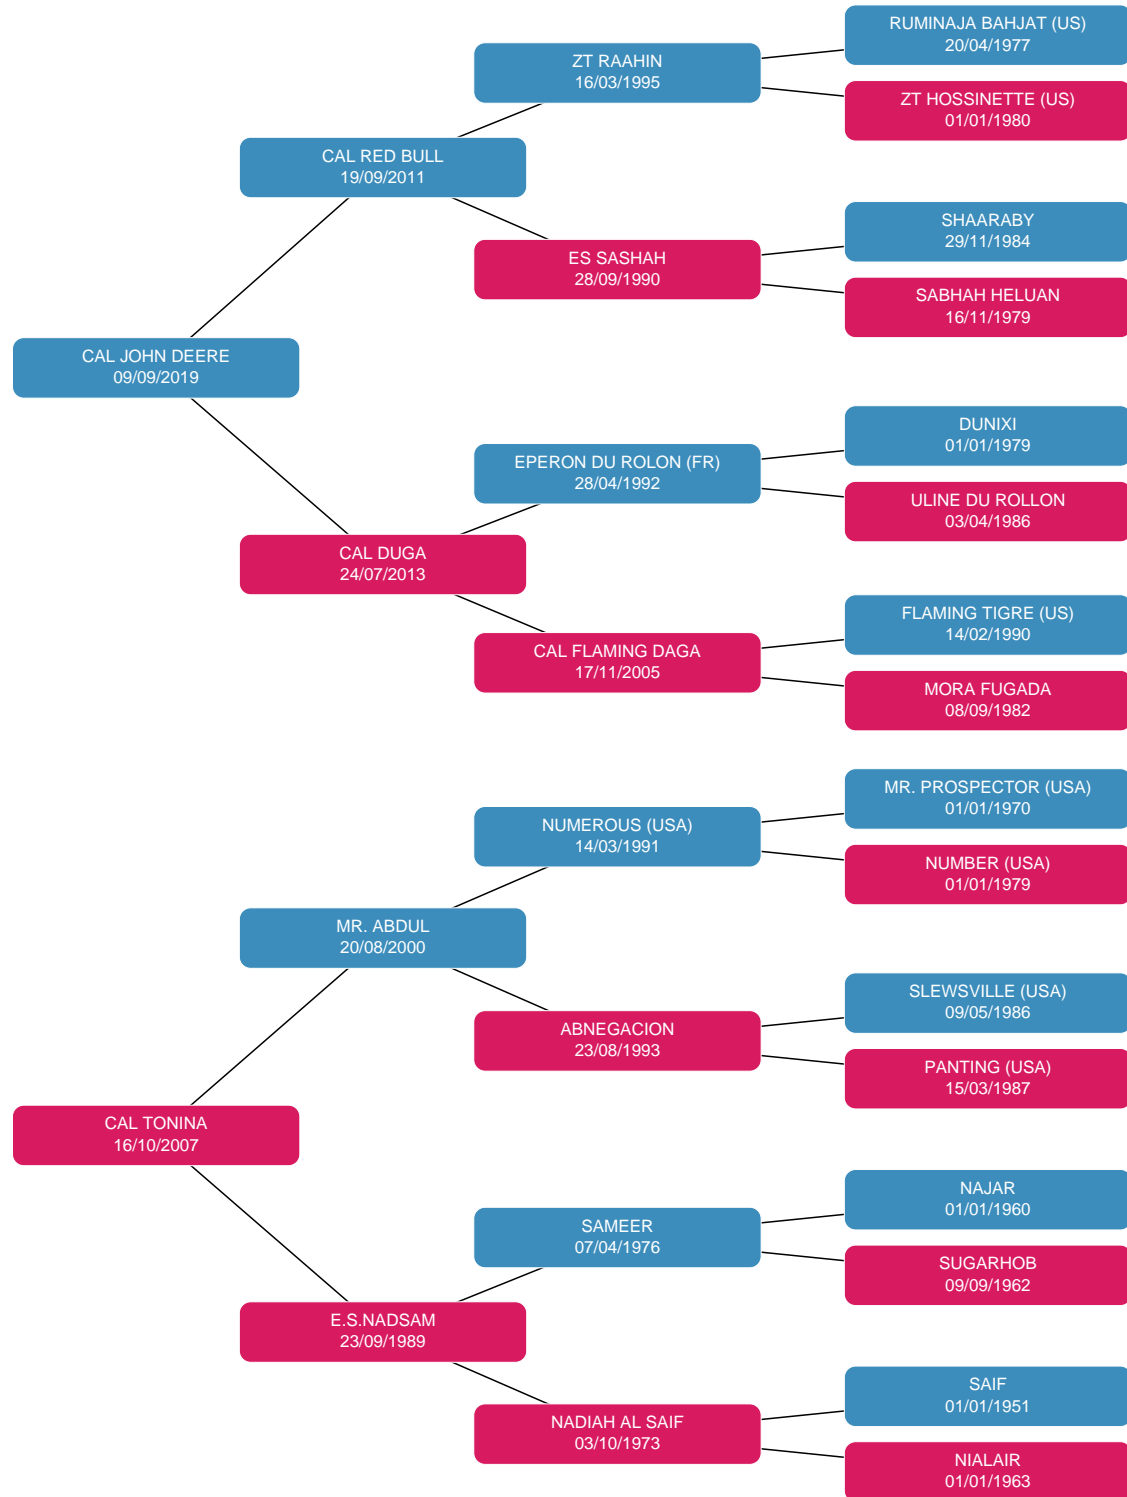 RUMINAJA BAHJAT (US)
20/04/1977
ZT RAAHIN
16/03/1995
ZT HOSSINETTE (US)
01/01/1980
CAL RED BULL
19/09/2011
SHAARABY
29/11/1984
ES SASHAH
28/09/1990
SABHAH HELUAN
16/11/1979
CAL JOHN DEERE
09/09/2019
DUNIXI
01/01/1979
EPERON DU ROLON (FR)
28/04/1992
ULINE DU ROLLON
03/04/1986
CAL DUGA
24/07/2013
FLAMING TIGRE (US)
14/02/1990
CAL FLAMING DAGA
17/11/2005
MORA FUGADA
08/09/1982
MR. PROSPECTOR (USA)
01/01/1970
NUMEROUS (USA)
14/03/1991
NUMBER (USA)
01/01/1979
MR. ABDUL
20/08/2000
SLEWSVILLE (USA)
09/05/1986
ABNEGACION
23/08/1993
PANTING (USA)
15/03/1987
CAL TONINA
16/10/2007
NAJAR
01/01/1960
SAMEER
07/04/1976
SUGARHOB
09/09/1962
E.S.NADSAM
23/09/1989
SAIF
01/01/1951
NADIAH AL SAIF
03/10/1973
NIALAIR
01/01/1963